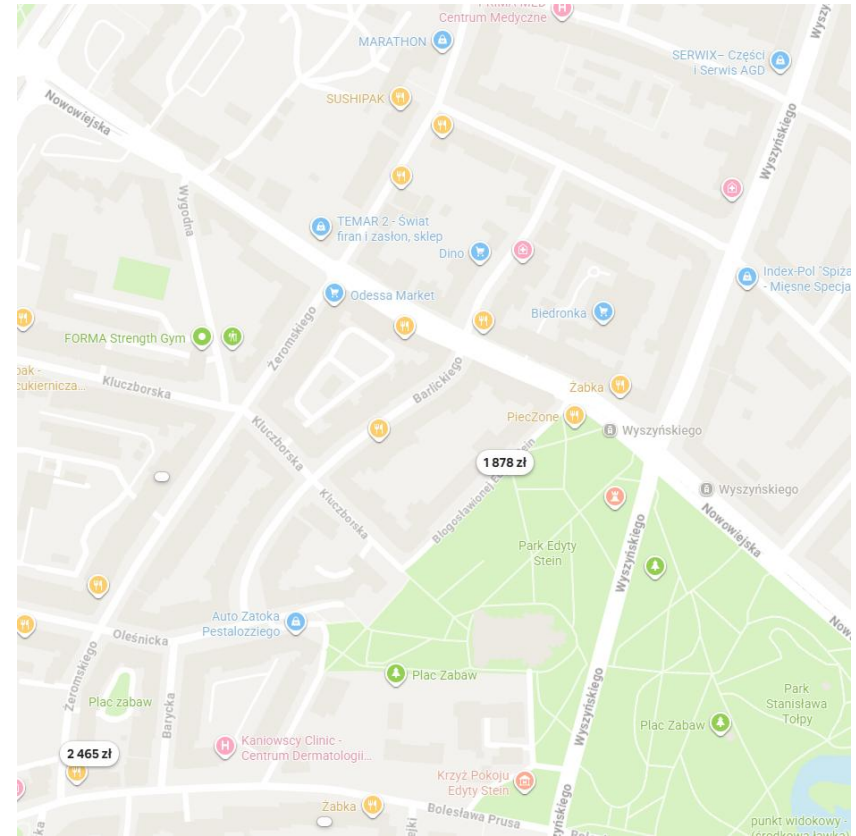 Centrum Medyczne
MARATHON
SERWIX– Części
i Serwis AGD
Wyszyńskiego
SUSHIPAK
Nowowiejska
Wygodna
TEMAR 2 - Świat
firan i zasłon, sklep
Dino
Index-Pol "Spiża
- Mięsne Specja
Odessa Market
Biedronka
FORMA Strength Gym
Żeromskiego
Barlickiego
Kluczborska
cukiernicza...
Żabka
PiecZone
Wyszyńskiego
Kluczborska
1 878 zł
Wyszyńskiego
Kluczborska
Nowowiejska
Wyszyńskiego
Park Edyty
Stein
Auto Zatoka
Pestalozziego
Oleśnicka
Żeromskiego
Plac Zabaw
Plac zabaw
Barycka
Park
Stanisława
Tołpy
Plac Zabaw
Wyszyńskiego
Kaniowscy Clinic -
Centrum Dermatologii...
2 465 zł
Krzyż Pokoju
Edyty Stein
Żabka
Bolesława Prusa
punkt widokowy -